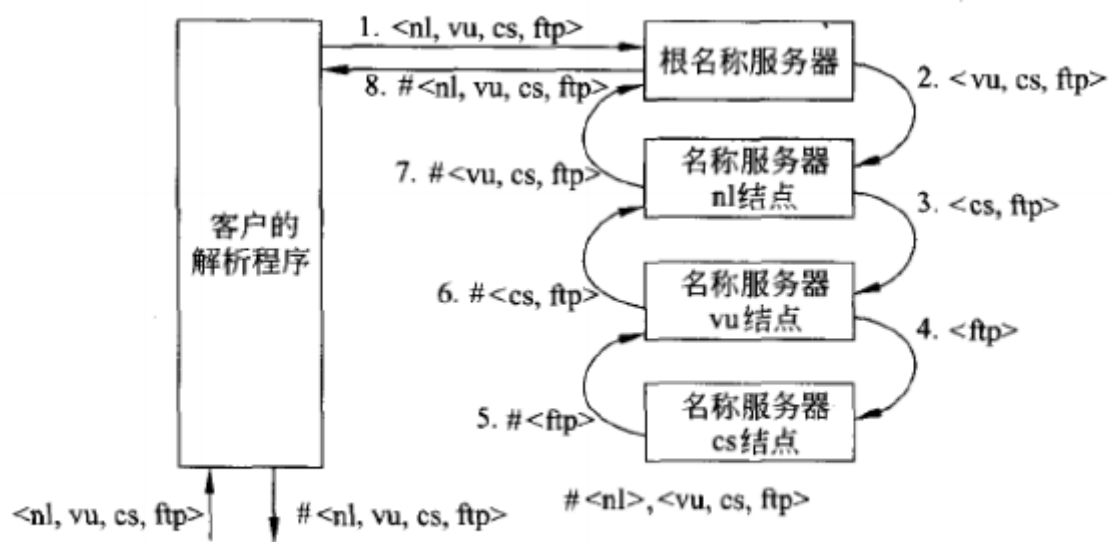 1. <nl, vu, cs, ftp>
根名称服务器
8. #<nl, vu, cs, ftp>
2. <vu, cs, ftp>
名称服务器
nl结点
7. #<vu, cs, ftp>
3. <cs, ftp>
客户的
解析程序
名称服务器
vu结点
6. #<cs, ftp>
4. <ftp>
名称服务器
cs结点
5. #<ftp>
<nl, vu, cs, ftp>
#<nl, vu, cs, ftp>
#<nl>,<vu, cs, ftp>